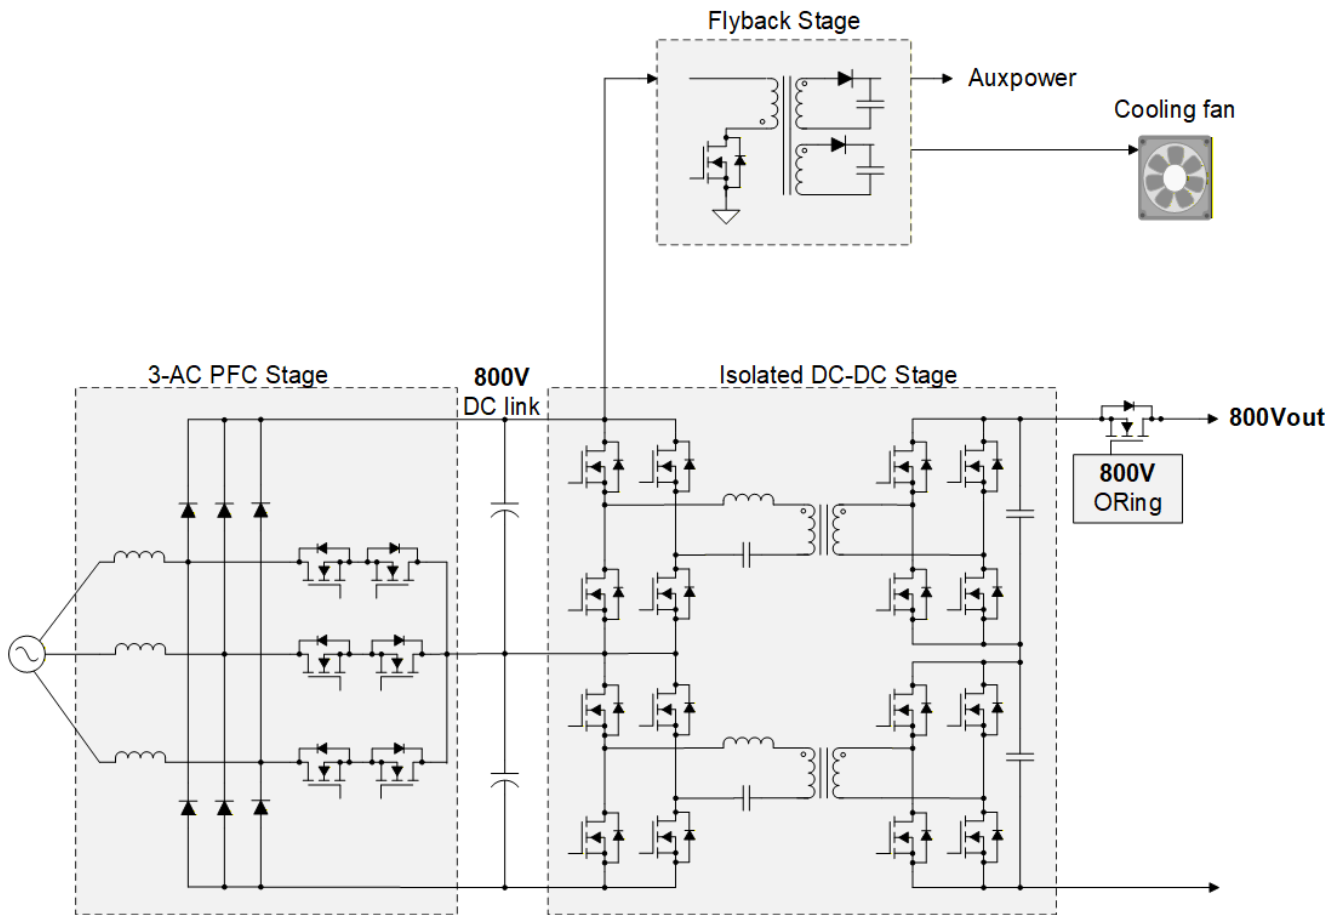 Flyback Stage
Auxpower
Cooling fan
3-AC PFC Stage
800V
DC link
Isolated DC-DC Stage
800Vout
800V
ORing